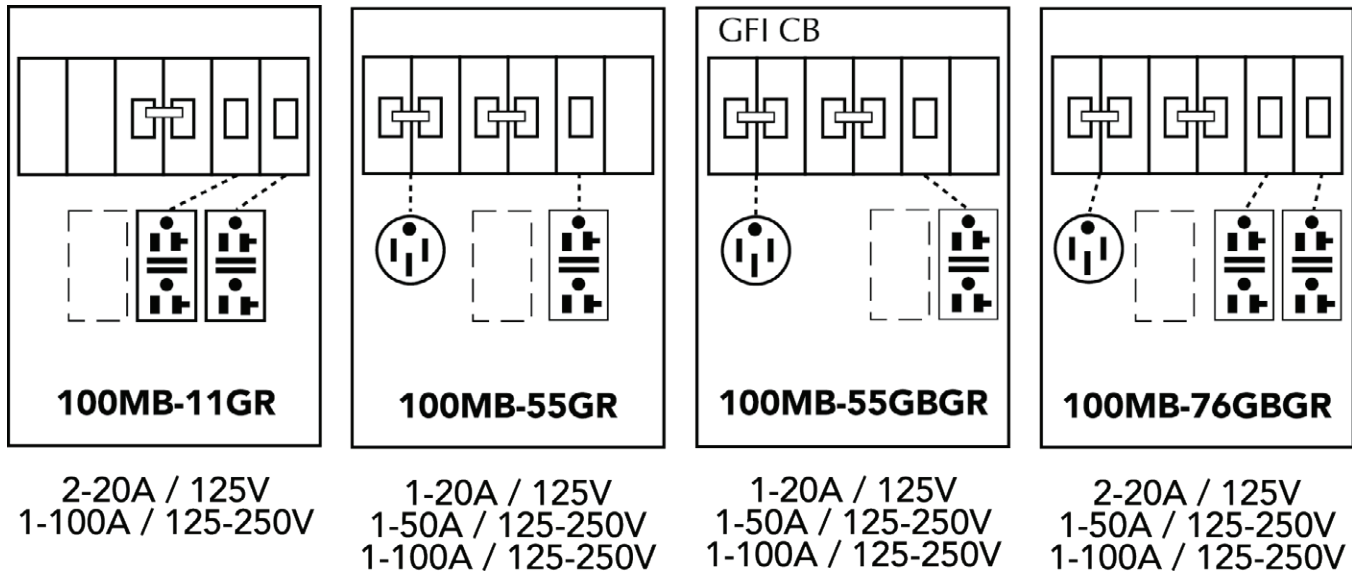 GFI CB
100MB-11GR
100MB-55GR
100MB-55GBGR
100MB-76GBGR
2-20A / 125V
1-100A / 125-250V
1-20A / 125V
1-50A / 125-250V
1-100A / 125-250V
1-20A / 125V
1-50A / 125-250V
1-100A / 125-250V
2-20A / 125V
1-50A / 125-250V
1-100A / 125-250V